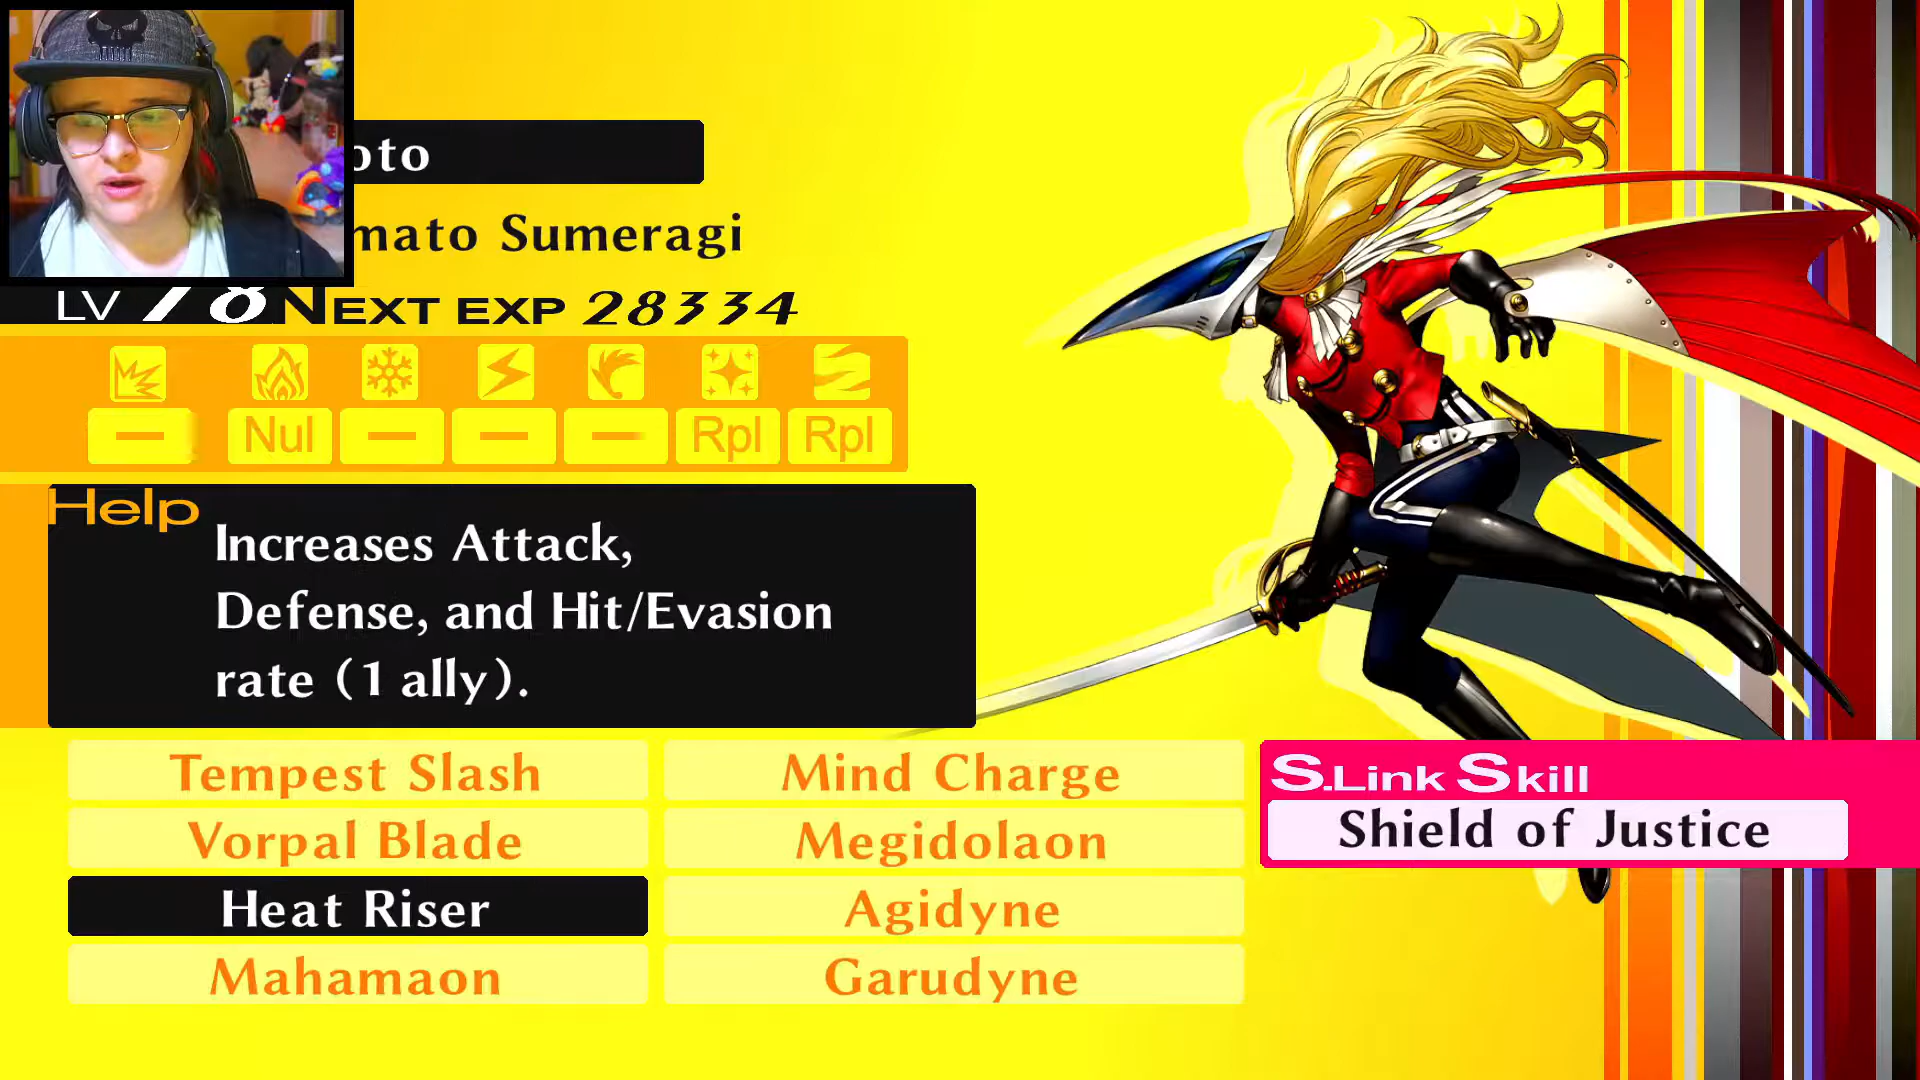 oto
mato Sumeragi
LV 78 NEXT EXP 28334
Nul
Rpl
Rpl
Help
Increases Attack,
Defense, and Hit/Evasion
rate (1 ally).
Tempest Slash
Mind Charge
Vorpal Blade
Megidolaon
Heat Riser
Agidyne
Mahamaon
Garudyne
S.Link Skill
Shield of Justice